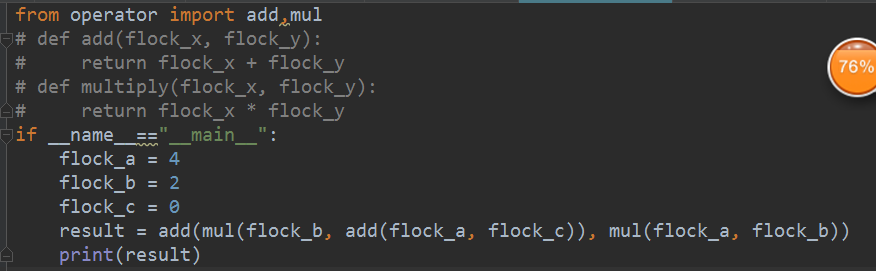 from operator import add,mul
# def add(flock_x, flock_y):
#     return flock_x + flock_y
# def multiply(flock_x, flock_y):
#     return flock_x * flock_y
if __name__=="__main__":
    flock_a = 4
    flock_b = 2
    flock_c = 0
    result = add(mul(flock_b, add(flock_a, flock_c)), mul(flock_a, flock_b))
    print(result)
76%